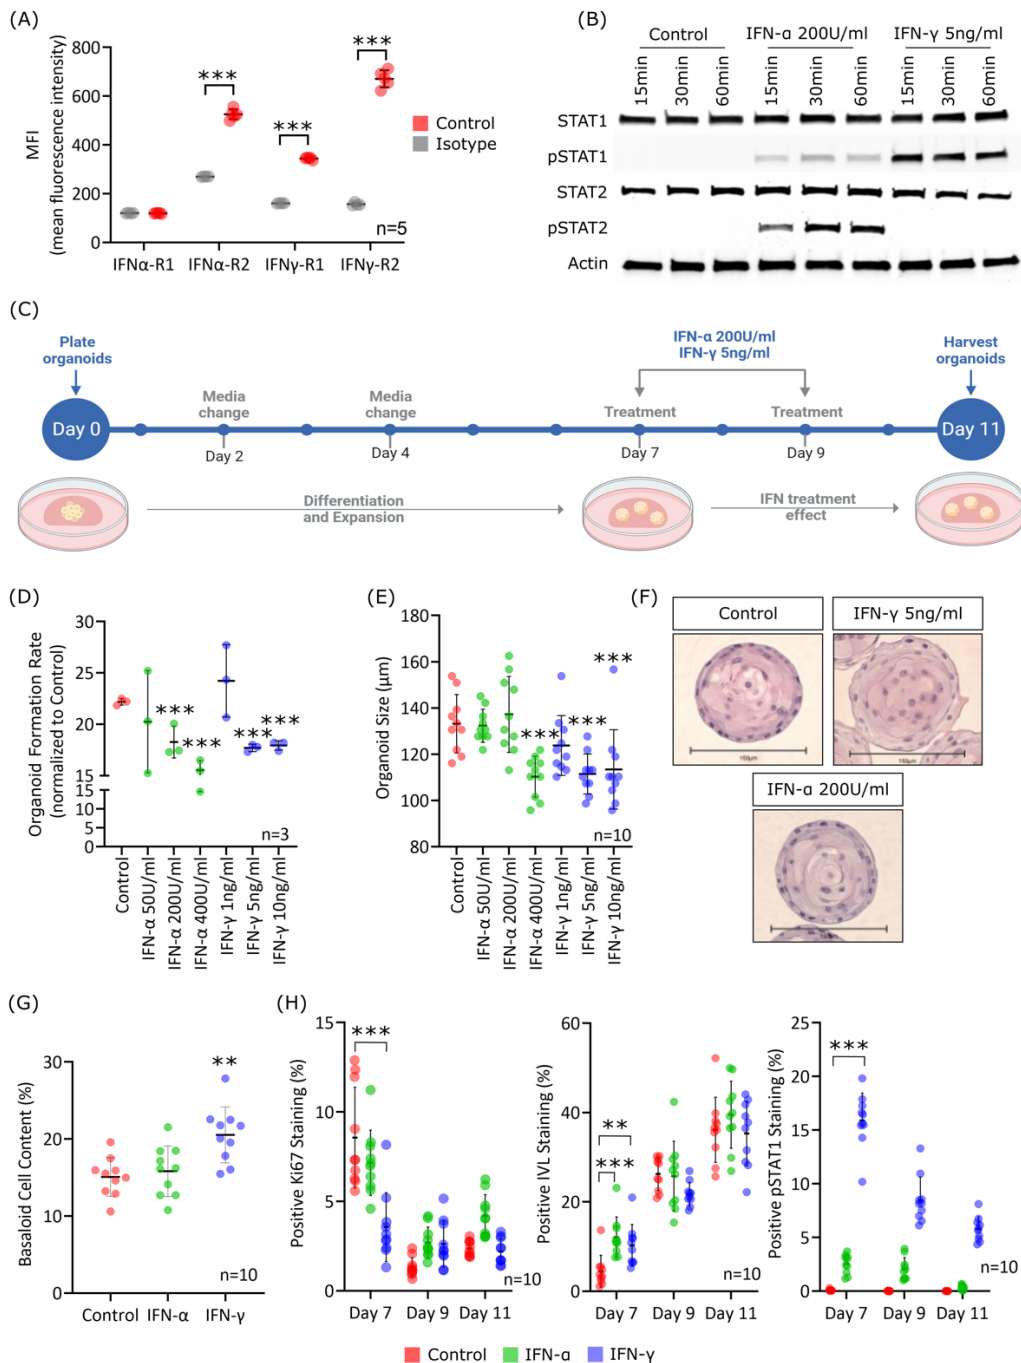 (A)
MFI
(mean fluorescence intensity)
800
600
400
200
0
***
***
***
Control
Isotype
n=5
IFNα-R1
IFNα-R2
IFNγ-R1
IFNγ-R2
(B)
Control
IFN-α 200U/ml
IFN-γ 5ng/ml
15min
30min
60min
15min
30min
60min
15min
30min
60min
STAT1
pSTAT1
STAT2
pSTAT2
Actin
(C)
Plate
organoids
IFN-α 200U/ml
IFN-γ 5ng/ml
Harvest
organoids
Media
change
Media
change
Treatment
Treatment
Day 0
Day 2
Day 4
Day 7
Day 9
Day 11
Differentiation
and Expansion
IFN treatment
effect
(D)
Organoid Formation Rate
(normalized to Control)
30
25
20
15
15
10
5
0
***
***
***
***
n=3
Control
IFN-α 50U/ml
IFN-α 200U/ml
IFN-α 400U/ml
IFN-γ 1ng/ml
IFN-γ 5ng/ml
IFN-γ 10ng/ml
(E)
Organoid Size (µm)
180
160
140
120
100
80
***
***
***
n=10
Control
IFN-α 50U/ml
IFN-α 200U/ml
IFN-α 400U/ml
IFN-γ 1ng/ml
IFN-γ 5ng/ml
IFN-γ 10ng/ml
(F)
Control
IFN-γ 5ng/ml
IFN-α 200U/ml
(G)
Basaloid Cell Content (%)
30
20
10
0
**
n=10
Control
IFN-α
IFN-γ
(H)
Positive Ki67 Staining (%)
15
10
5
0
***
n=10
Day 7
Day 9
Day 11
Positive IVL Staining (%)
60
40
20
0
**
***
n=10
Day 7
Day 9
Day 11
Positive pSTAT1 Staining (%)
25
20
15
10
5
0
***
n=10
Day 7
Day 9
Day 11
Control
IFN-α
IFN-γ